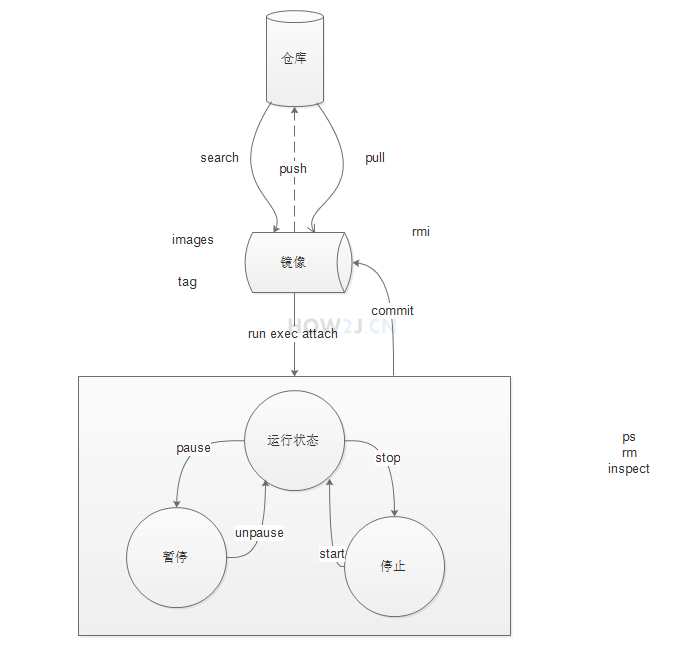 仓库
search
pull
push
images
rmi
镜像
tag
commit
HOW2J.CN
run exec attach
运行状态
pause
stop
ps
rm
inspect
unpause
start
暂停
停止